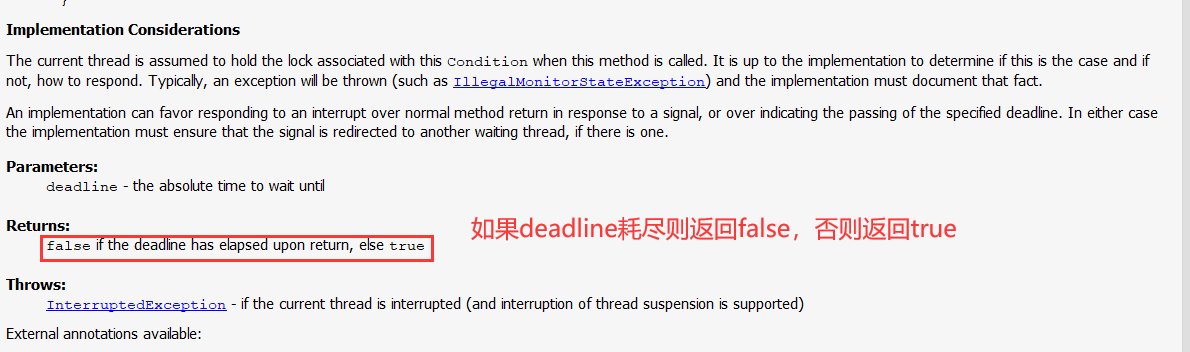 Implementation Considerations
The current thread is assumed to hold the lock associated with this Condition when this method is called. It is up to the implementation to determine if this is the case and if
not, how to respond. Typically, an exception will be thrown (such as IllegalMonitorStateException) and the implementation must document that fact.
An implementation can favor responding to an interrupt over normal method return in response to a signal, or over indicating the passing of the specified deadline. In either case
the implementation must ensure that the signal is redirected to another waiting thread, if there is one.
Parameters:
deadline - the absolute time to wait until
Returns:
false if the deadline has elapsed upon return, else true
如果deadline耗尽则返回false，否则返回true
Throws:
InterruptedException - if the current thread is interrupted (and interruption of thread suspension is supported)
External annotations available: